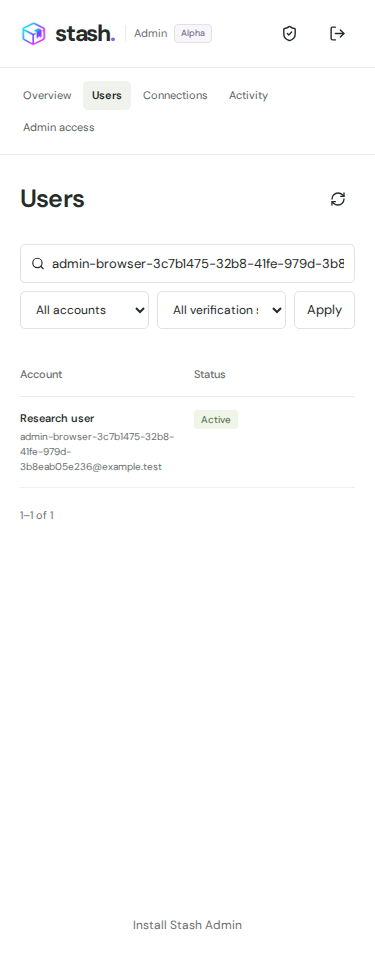 stash.
Admin
Alpha
Overview
Users
Connections
Activity
Admin access
Users
admin-browser-3c7b1475-32b8-41fe-979d-3b8
All accounts
All verification s
Apply
Account
Status
Research user
Active
admin-browser-3c7b1475-32b8-
41fe-979d-
3b8eab05e236@example.test
1–1 of 1
Install Stash Admin